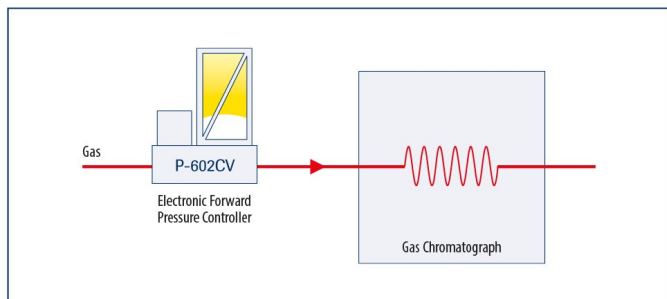 Gas
P-602CV
Electronic Forward
Pressure Controller
Gas Chromatograph